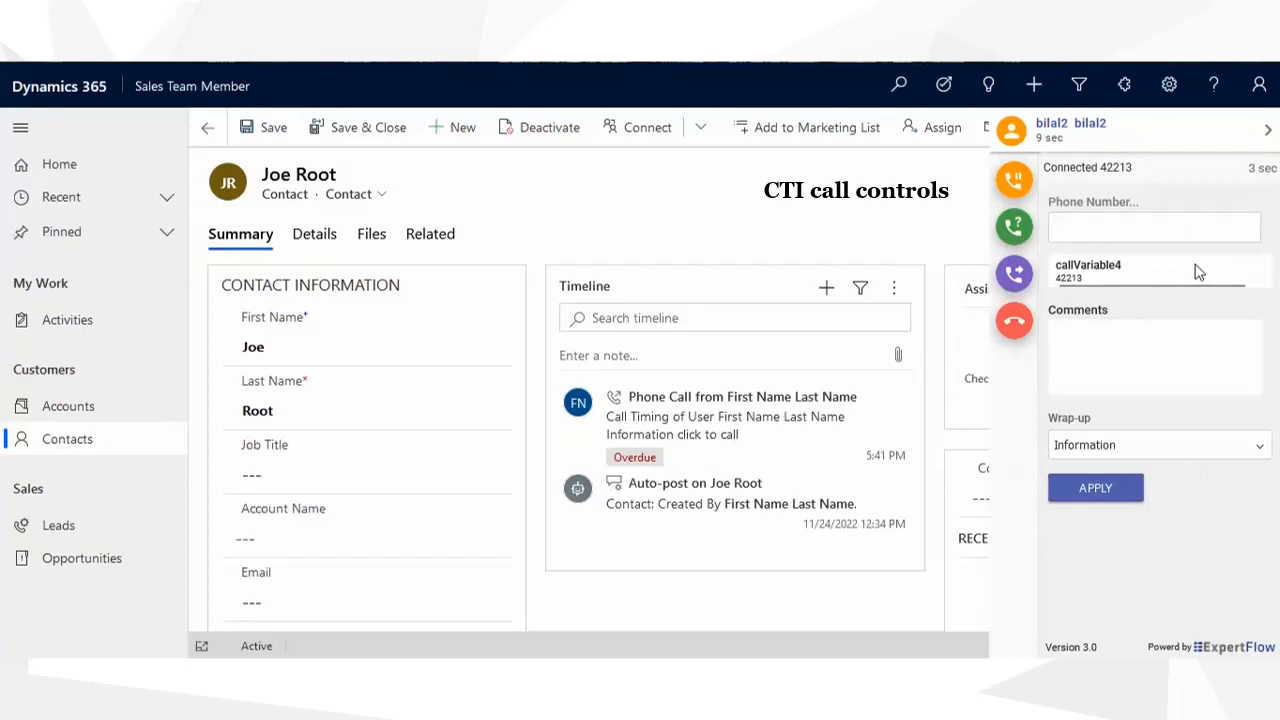 Dynamics 365
Sales Team Member
Save
Save & Close
New
Deactivate
Connect
Add to Marketing List
Assign
Home
Recent
Pinned
My Work
Activities
Customers
Accounts
Contacts
Sales
Leads
Opportunities
JR
Joe Root
Contact · Contact
CTI call controls
Summary
Details
Files
Related
CONTACT INFORMATION
First Name*
Joe
Last Name*
Root
Job Title
---
Account Name
---
Email
---
Timeline
Search timeline
Enter a note...
FN
Phone Call from First Name Last Name
Call Timing of User First Name Last Name
Information click to call
Overdue
5:41 PM
Auto-post on Joe Root
Contact: Created By First Name Last Name.
11/24/2022 12:34 PM
Assi
Chec
Co
---
RECE
Active
bilal2 bilal2
9 sec
Connected 42213
3 sec
Phone Number...
callVariable4
42213
Comments
Wrap-up
Information
APPLY
Version 3.0
Powerd by ExpertFlow